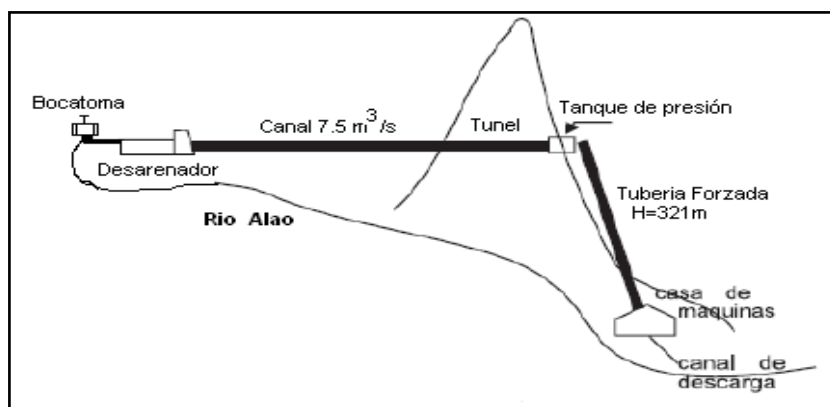 Bocatoma
Canal 7.5 m³/s
Tunel
Tanque de presión
Desarenador
Rio Alao
Tuberia Forzada
H=321m
casa de
maquinas
canal de
descarga